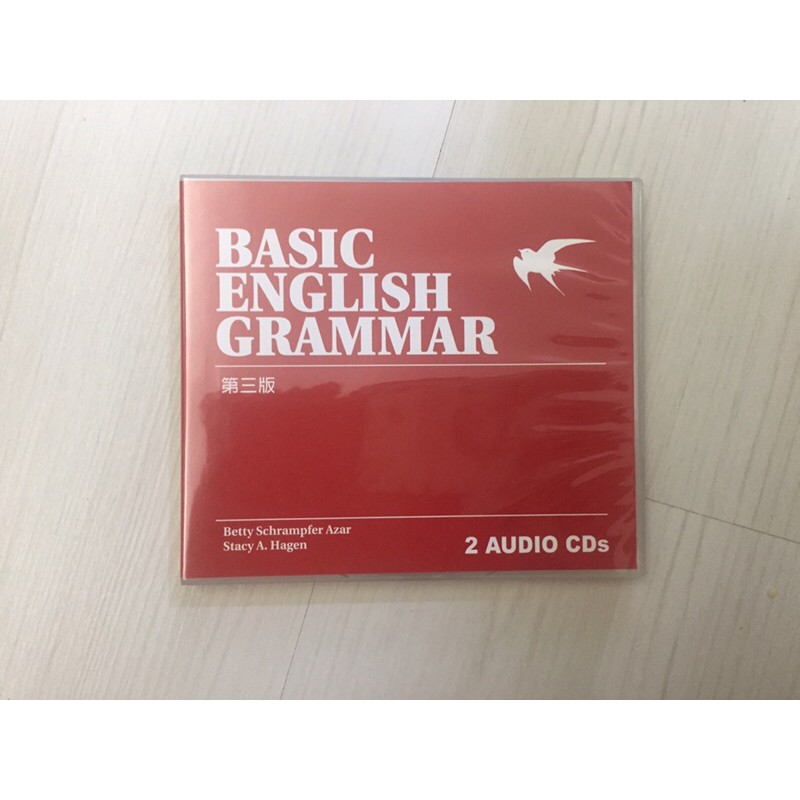 BASIC
ENGLISH
GRAMMAR
第三版
Betty Schrampfer Azar
Stacy A. Hagen
2 AUDIO CDs